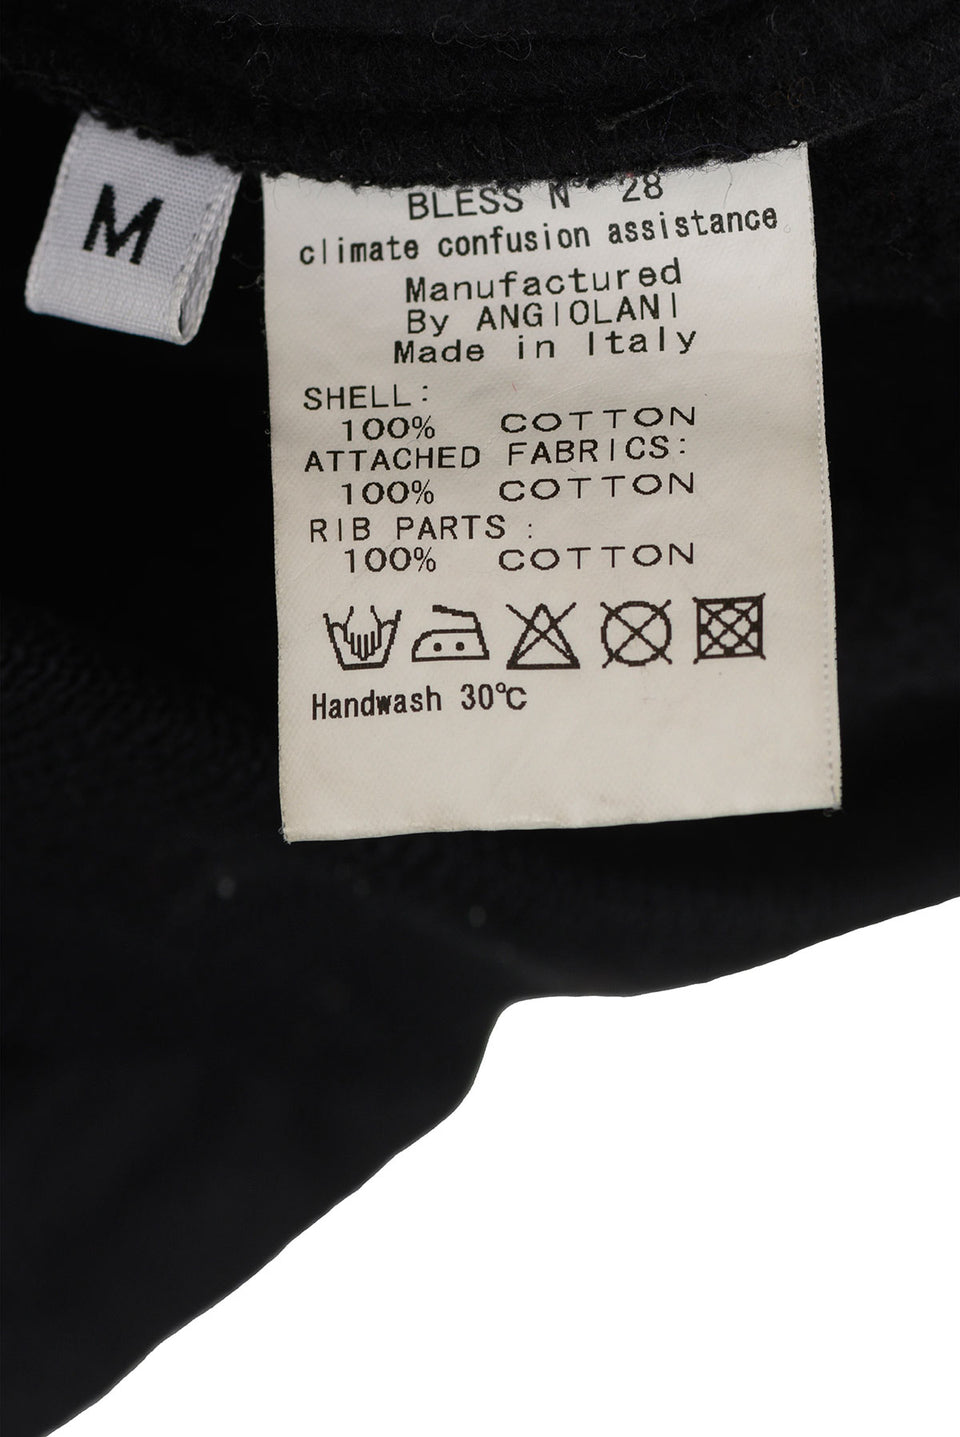 M
BLESS N° 28
climate confusion assistance
Manufactured
By ANGIOLANI
Made in Italy
SHELL:
100% COTTON
ATTACHED FABRICS:
100% COTTON
RIB PARTS :
100% COTTON
Handwash 30℃